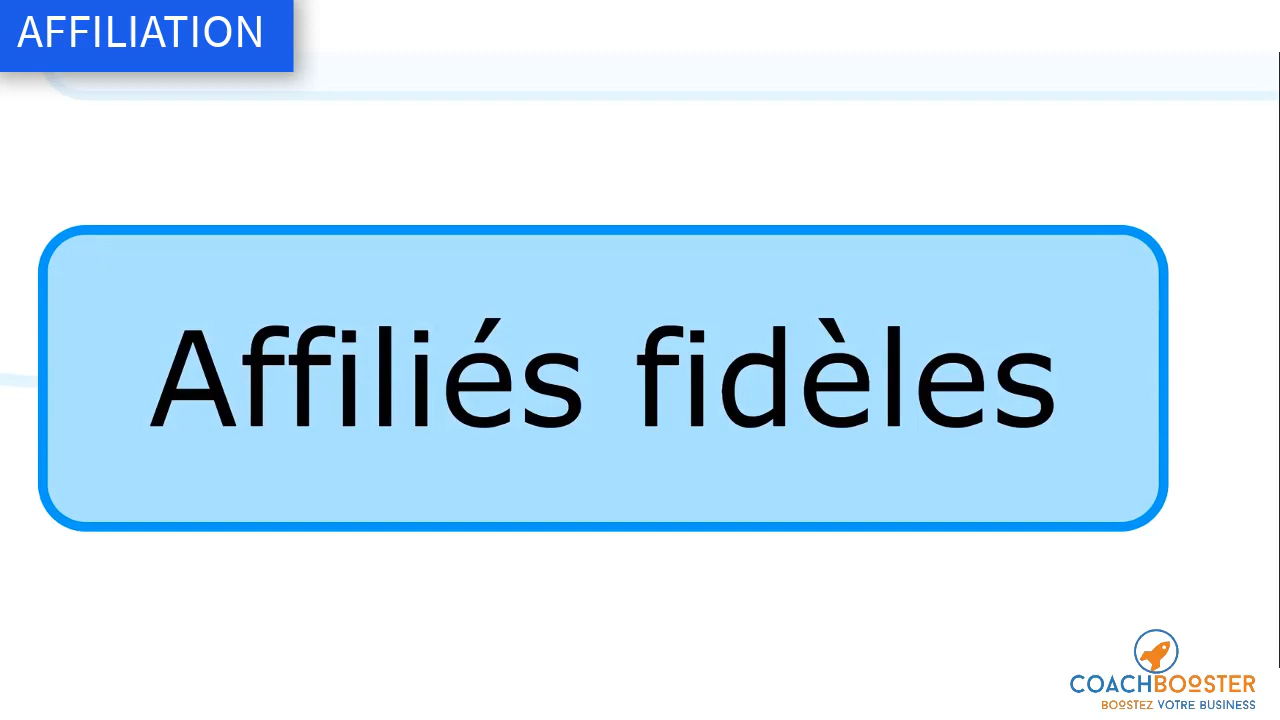 AFFILIATION
Affiliés fidèles
COACHBOOSTER
BOOSTEZ VOTRE BUSINESS